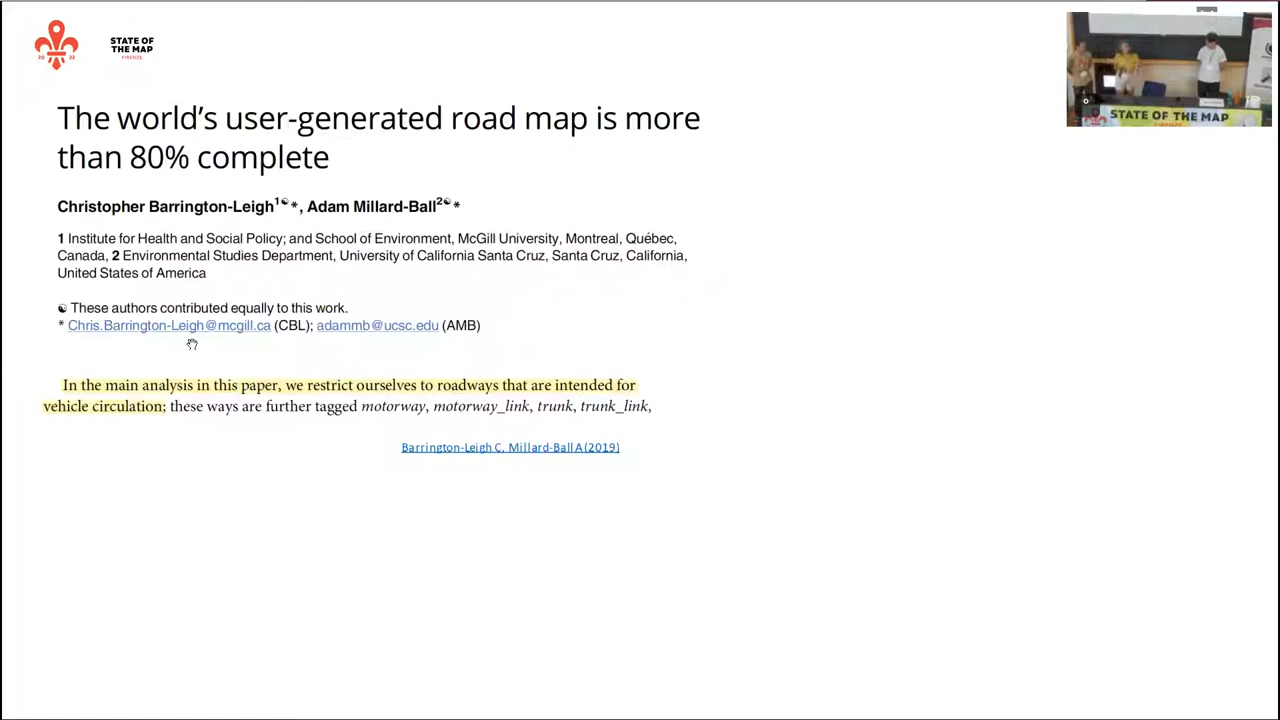 20 22
STATE OF
THE MAP
FIRENZE
The world's user-generated road map is more
than 80% complete
Christopher Barrington-Leigh1☯*, Adam Millard-Ball2☯*
1 Institute for Health and Social Policy; and School of Environment, McGill University, Montreal, Québec,
Canada, 2 Environmental Studies Department, University of California Santa Cruz, Santa Cruz, California,
United States of America
☯ These authors contributed equally to this work.
* Chris.Barrington-Leigh@mcgill.ca (CBL); adammb@ucsc.edu (AMB)
In the main analysis in this paper, we restrict ourselves to roadways that are intended for
vehicle circulation; these ways are further tagged motorway, motorway_link, trunk, trunk_link,
Barrington-Leigh C, Millard-Ball A (2019)
STATE OF THE MAP